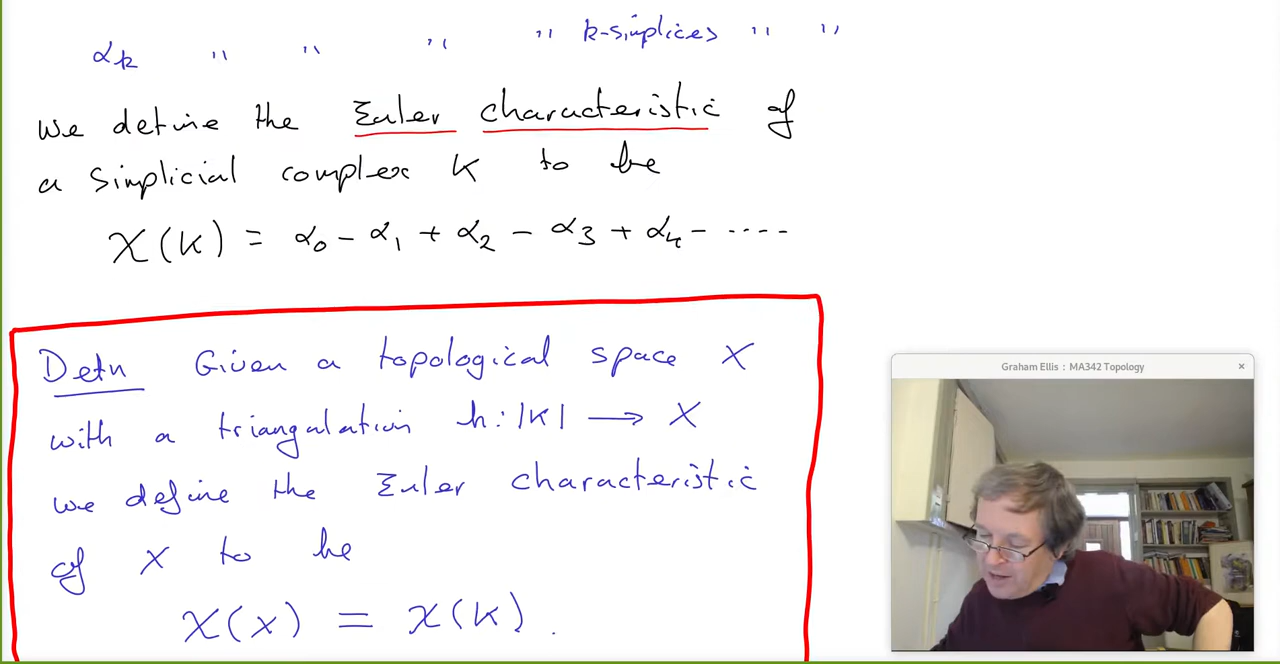 αk " " " " k-simplices " "
We define the Euler characteristic of
a simplicial complex K to be
χ(K) = α0 - α1 + α2 - α3 + α4 - ....
Defn Given a topological space X
with a triangulation h: |K| → X
we define the Euler characteristic
of X to be
χ(X) = χ(K).
Graham Ellis : MA342 Topology